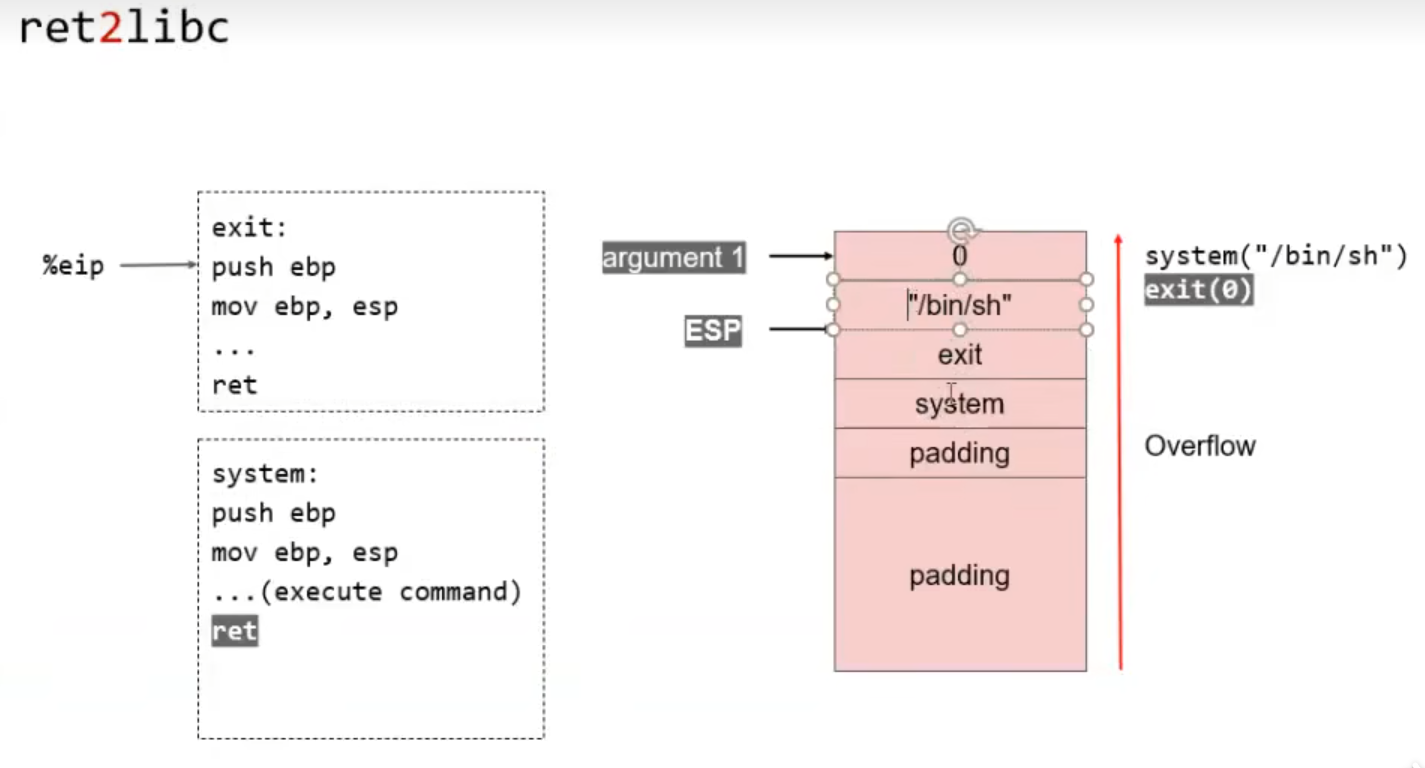 ret2libc
%eip
exit:
push ebp
mov ebp, esp
...
ret
system:
push ebp
mov ebp, esp
...(execute command)
ret
argument 1
ESP
0
"/bin/sh"
exit
system
padding
padding
system("/bin/sh")
exit(0)
Overflow